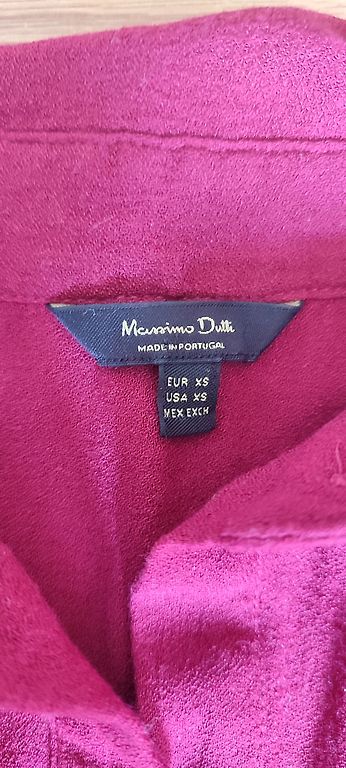 Massimo Dutti
MADE IN PORTUGAL
EUR XS
USA XS
MEX EXCH